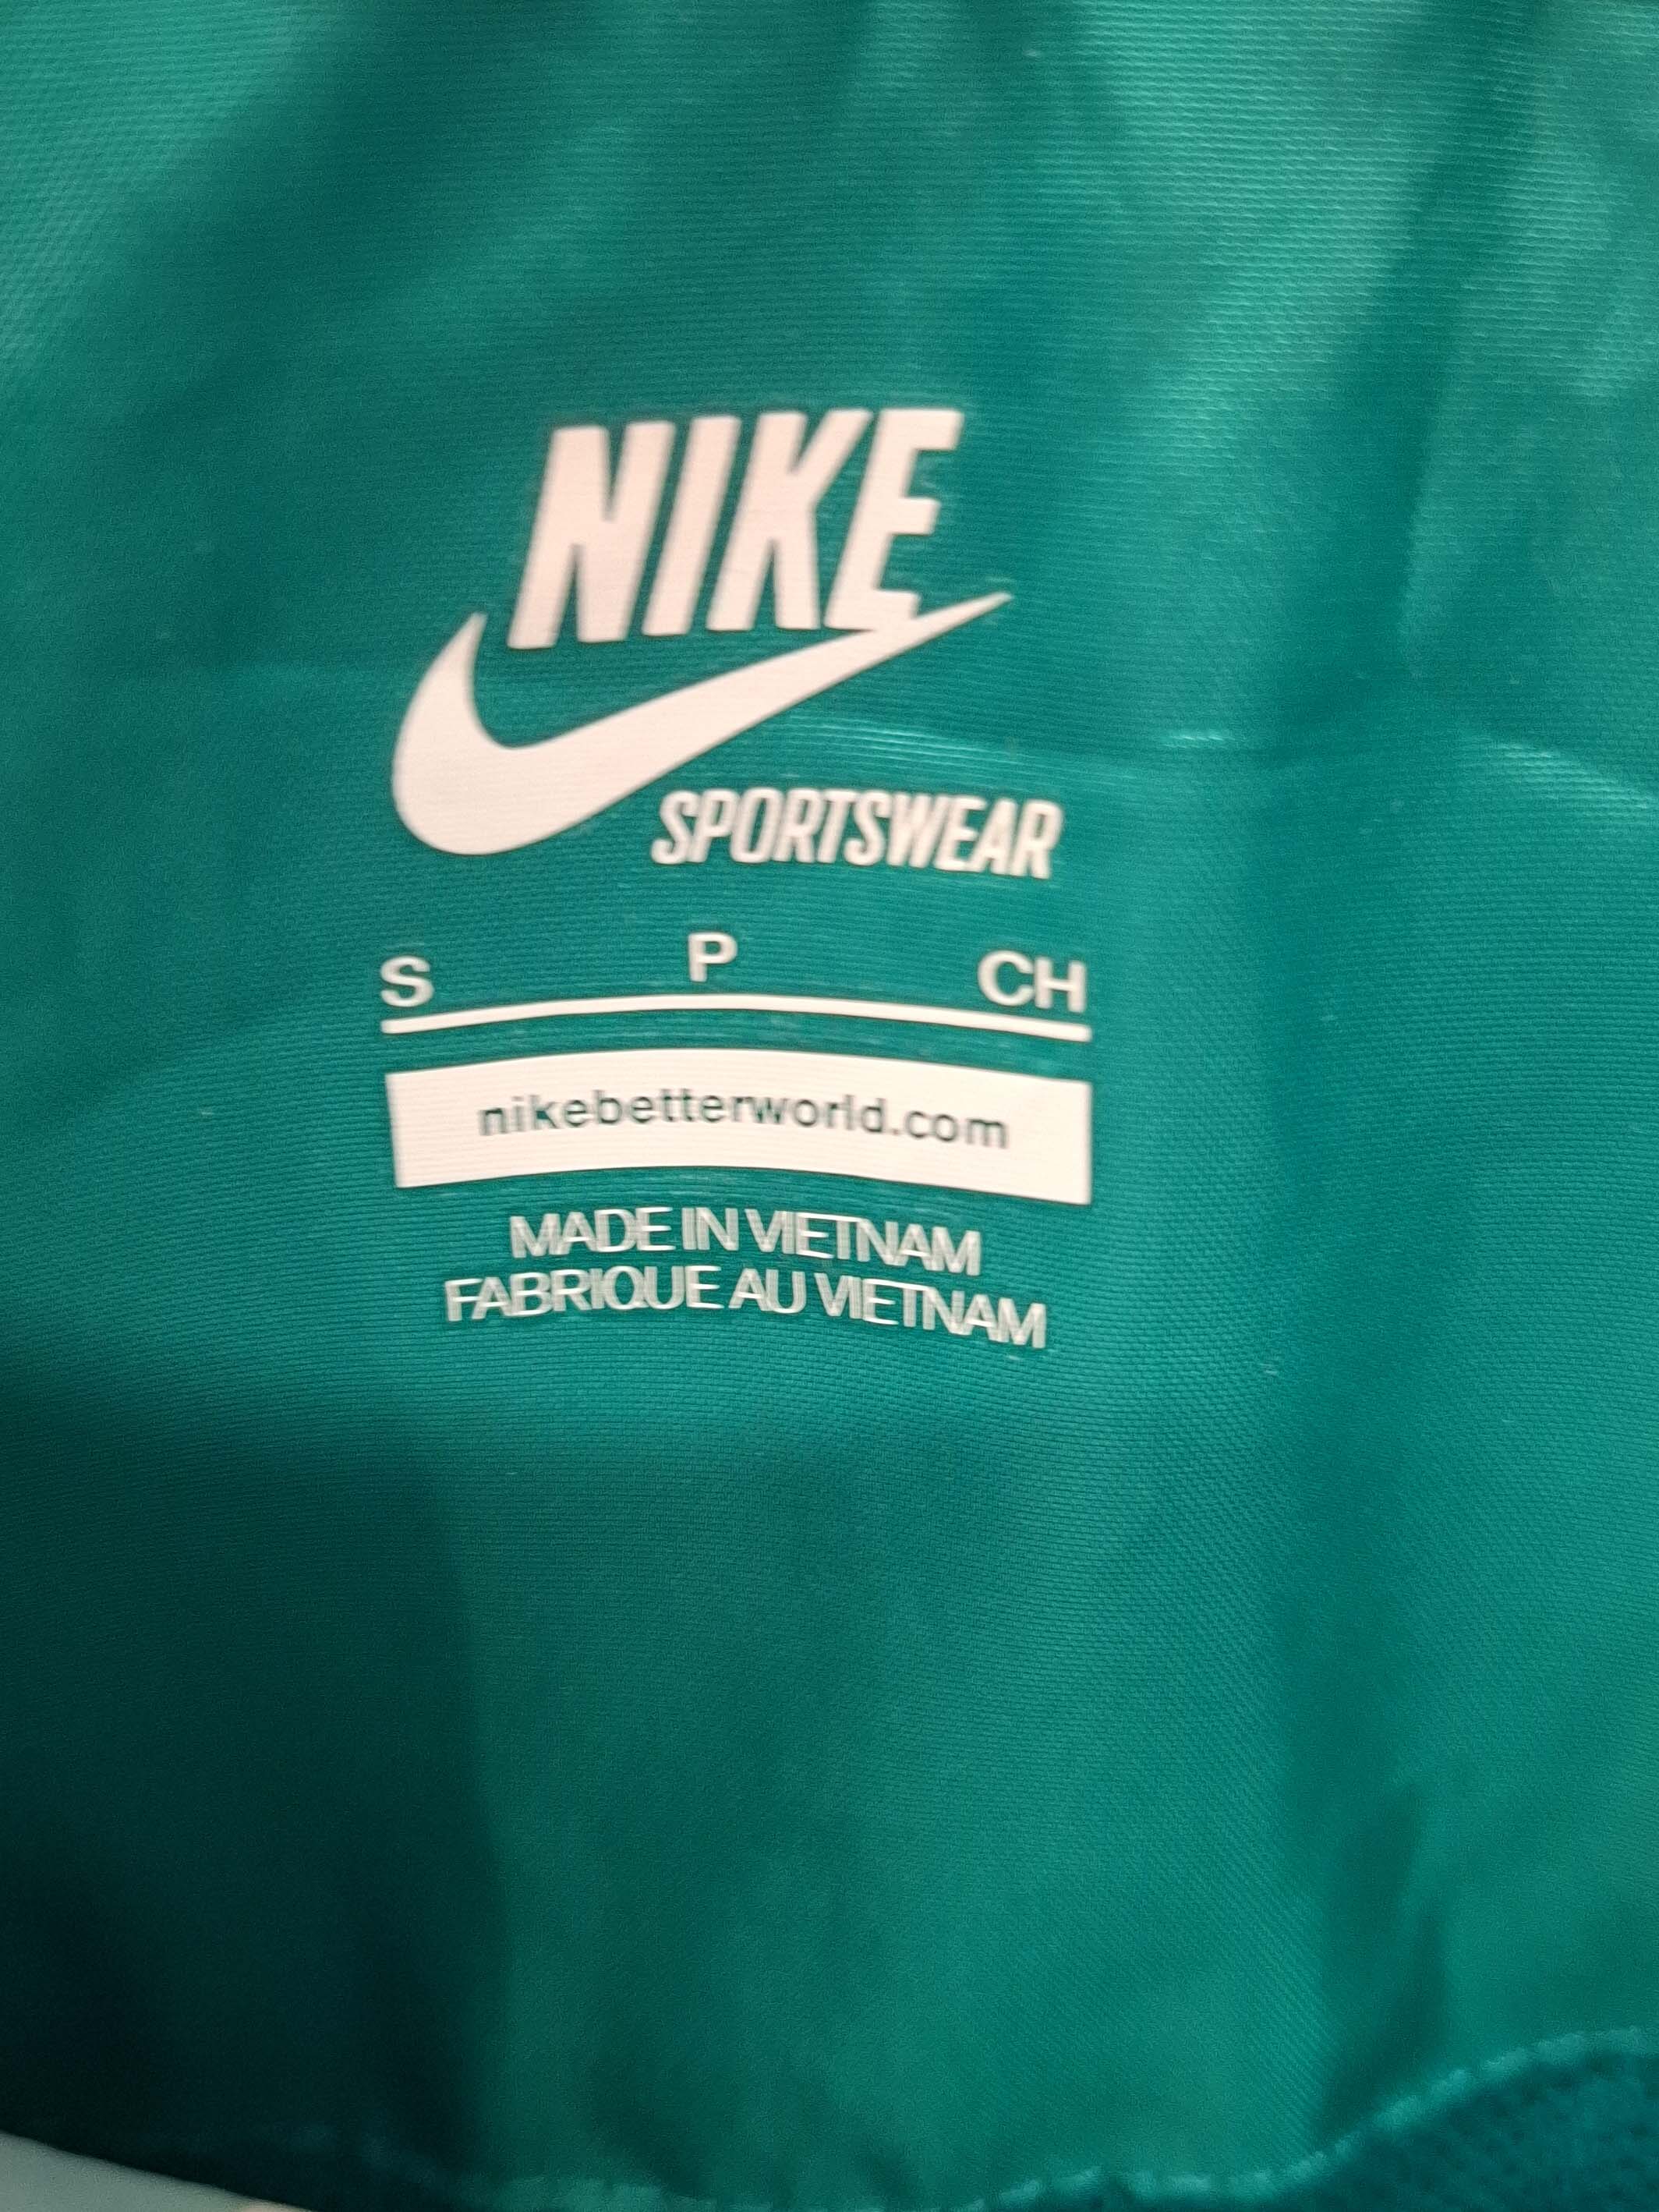 NIKE
SPORTSWEAR
S P CH
nikebetterworld.com
MADE IN VIETNAM
FABRIQUE AU VIETNAM